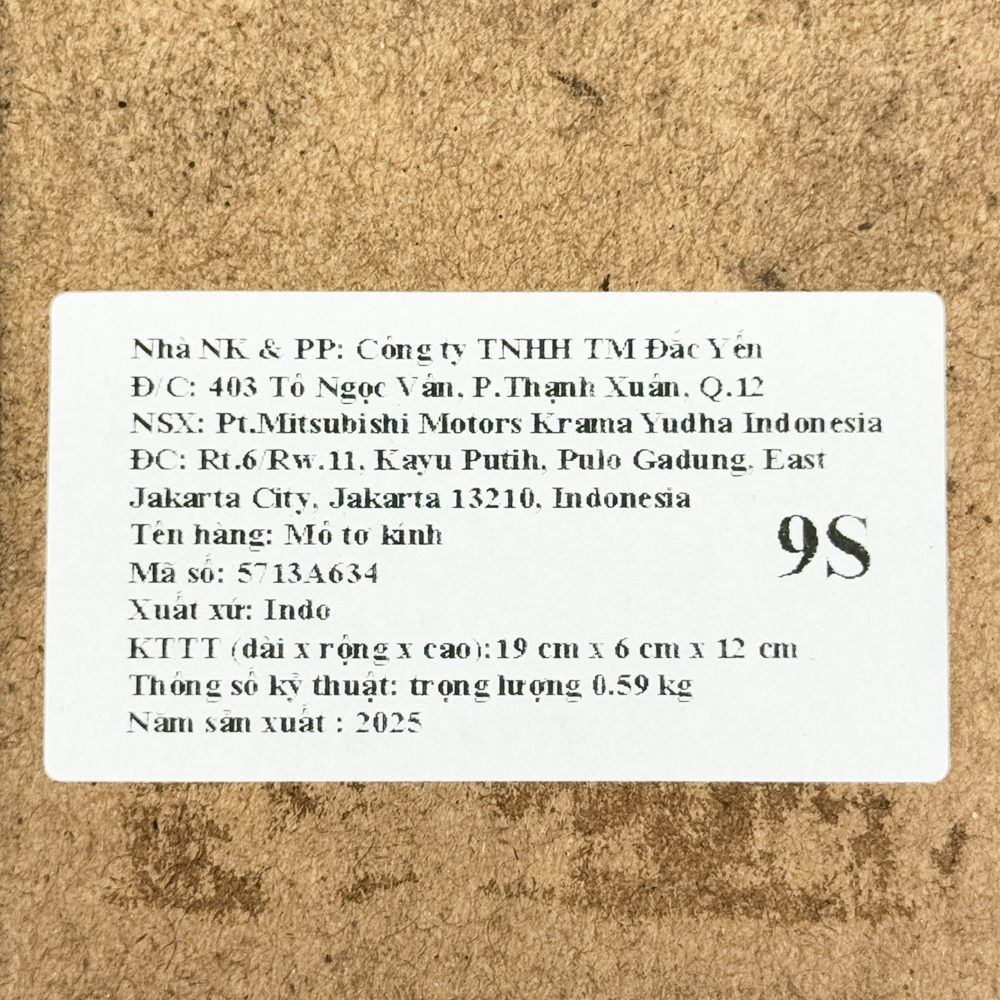 Nhà NK & PP: Công ty TNHH TM Đắc Yến
Đ/C: 403 Tô Ngọc Vân, P.Thạnh Xuân, Q.12
NSX: Pt.Mitsubishi Motors Krama Yudha Indonesia
ĐC: Rt.6/Rw.11, Kayu Putih, Pulo Gadung, East
Jakarta City, Jakarta 13210, Indonesia
Tên hàng: Mô tơ kính
9S
Mã số: 5713A634
Xuất xứ: Indo
KTTT (dài x rộng x cao):19 cm x 6 cm x 12 cm
Thông số kỹ thuật: trọng lượng 0.59 kg
Năm sản xuất : 2025